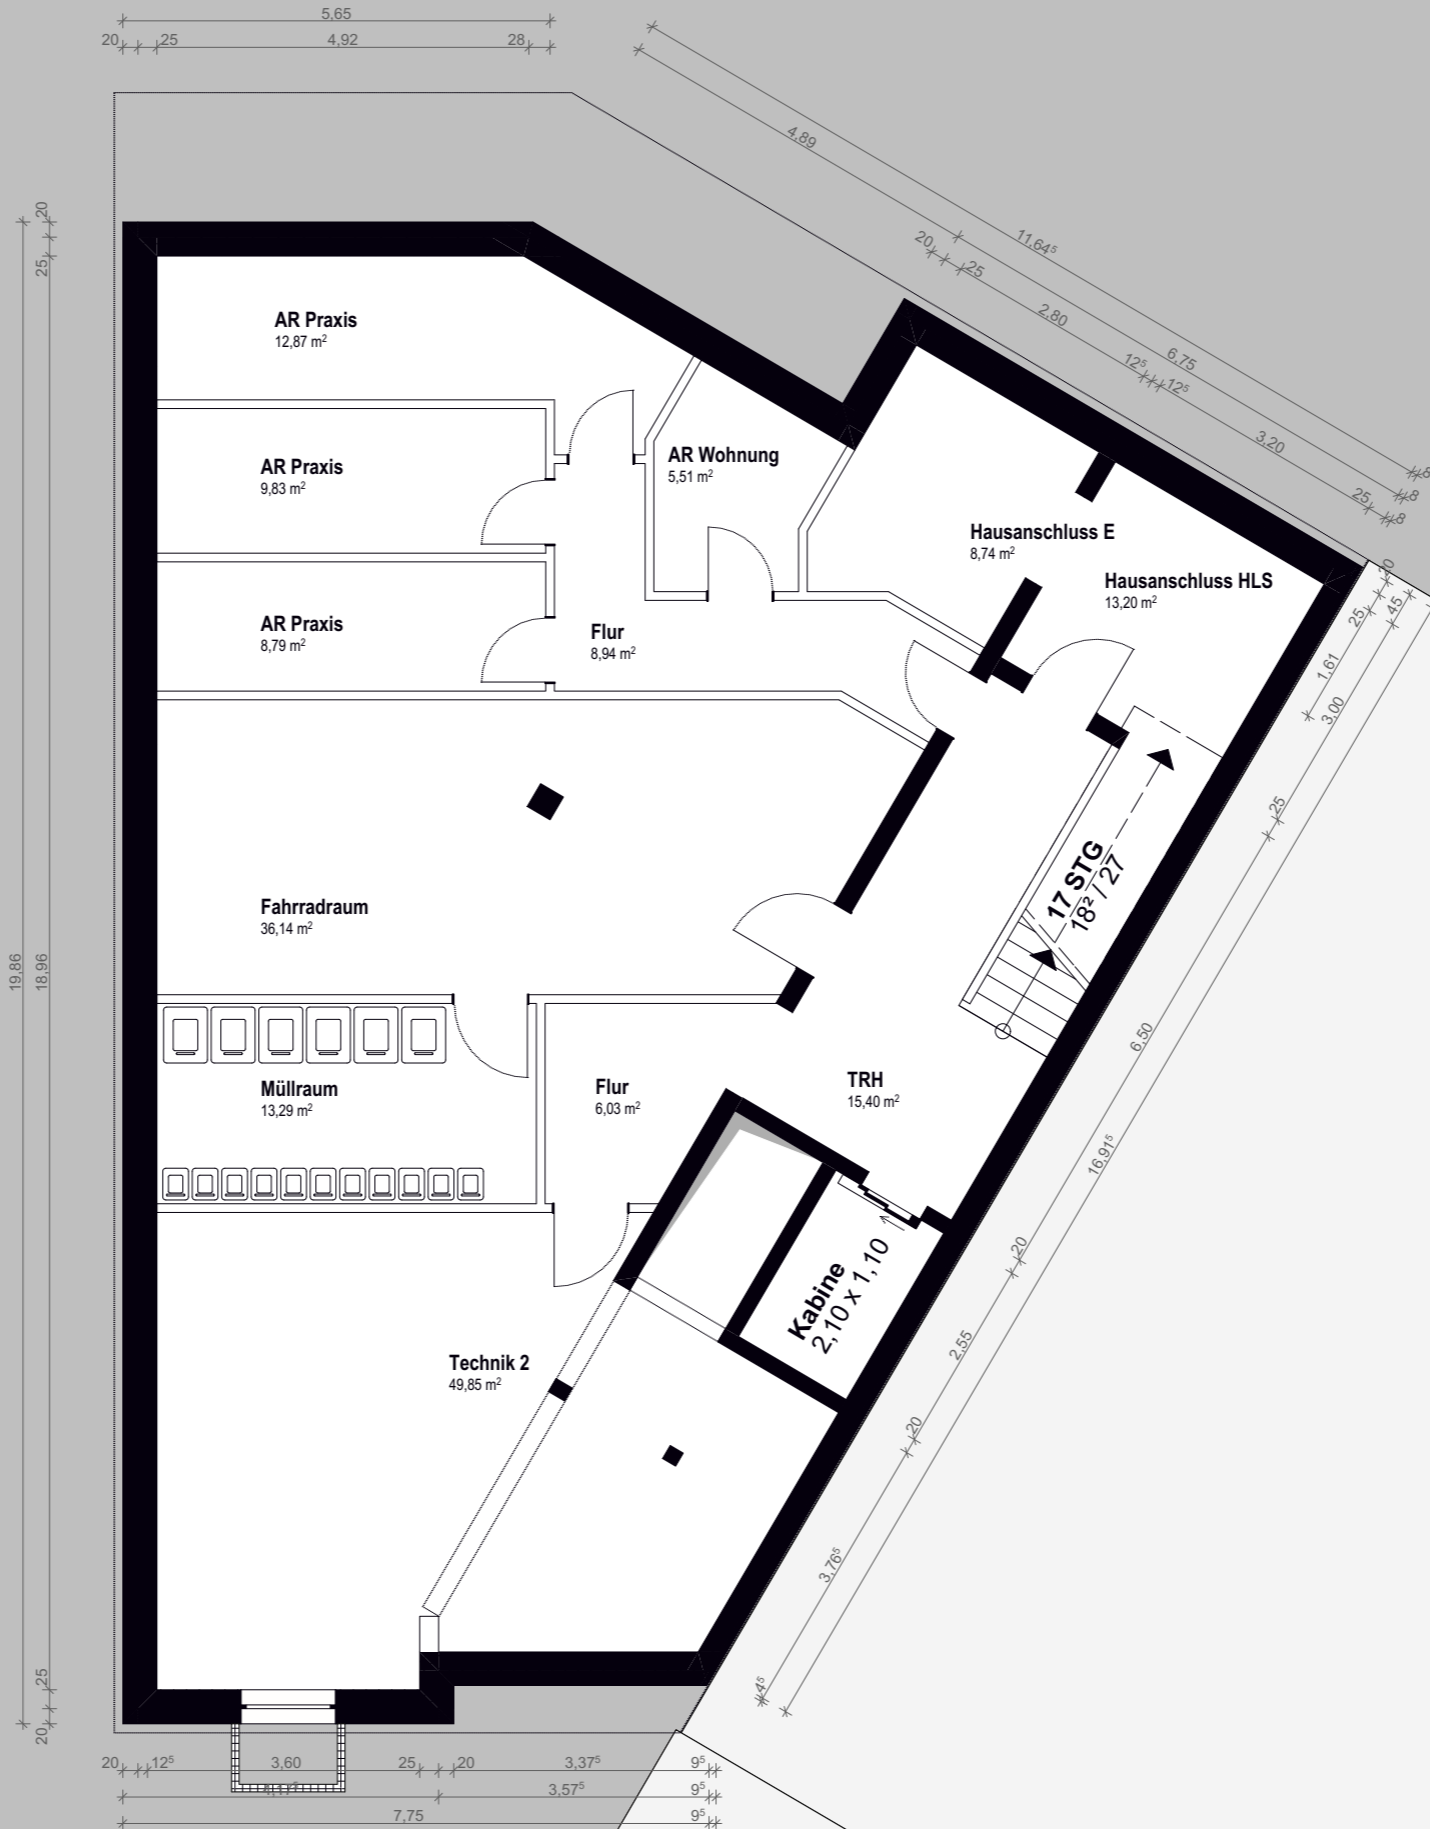 5,65
20 25 4,92 28
4,89
11,64⁵
20 25 2,80 12⁵ 12⁵ 3,20 25
6,75
8
8
20
25
19,86
18,96
25
20
AR Praxis
12,87 m²
AR Praxis
9,83 m²
AR Wohnung
5,51 m²
Hausanschluss E
8,74 m²
Hausanschluss HLS
13,20 m²
AR Praxis
8,79 m²
Flur
8,94 m²
20
25
45
1,61
3,00
25
6,50
16,91⁵
20
2,55
20
3,76⁵
4⁵
17 STG
18² / 27
Fahrradraum
36,14 m²
Müllraum
13,29 m²
Flur
6,03 m²
TRH
15,40 m²
Kabine
2,10 x 1,10
Technik 2
49,85 m²
20 12⁵ 3,60 25 20 3,37⁵ 9⁵
3,57⁵ 9⁵
7,75 9⁵